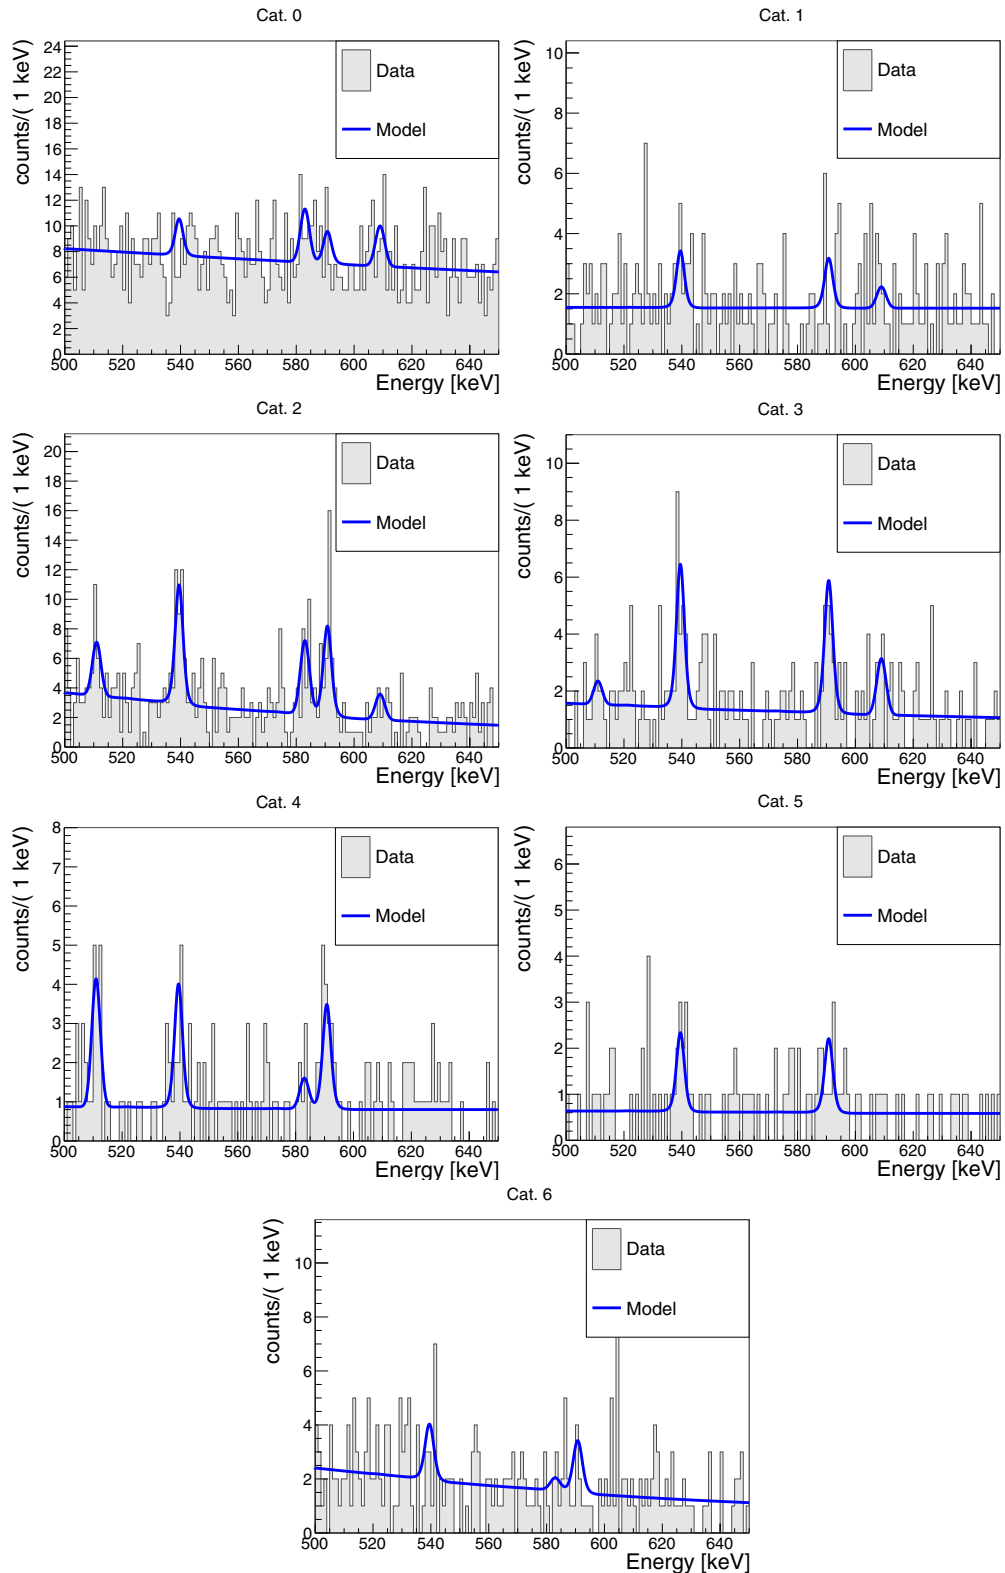 Cat. 0
counts/( 1 keV)
24
22
20
18
16
14
12
10
8
6
4
2
0
Data
Model
500 520 540 560 580 600 620 640
Energy [keV]
Cat. 1
counts/( 1 keV)
10
8
6
4
2
0
Data
Model
500 520 540 560 580 600 620 640
Energy [keV]
Cat. 2
counts/( 1 keV)
20
18
16
14
12
10
8
6
4
2
0
Data
Model
500 520 540 560 580 600 620 640
Energy [keV]
Cat. 3
counts/( 1 keV)
10
8
6
4
2
0
Data
Model
500 520 540 560 580 600 620 640
Energy [keV]
Cat. 4
counts/( 1 keV)
8
7
6
5
4
3
2
1
0
Data
Model
500 520 540 560 580 600 620 640
Energy [keV]
Cat. 5
counts/( 1 keV)
6
5
4
3
2
1
0
Data
Model
500 520 540 560 580 600 620 640
Energy [keV]
Cat. 6
counts/( 1 keV)
10
8
6
4
2
0
Data
Model
500 520 540 560 580 600 620 640
Energy [keV]